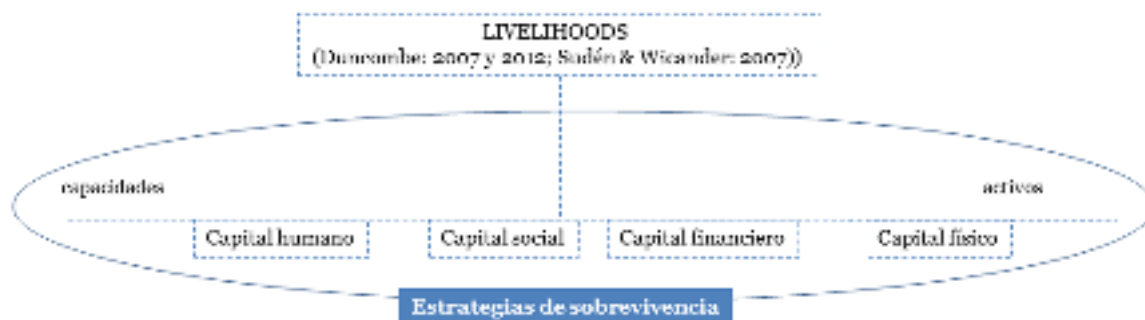 LIVELIHOODS
(Duncombe: 2007 y 2012; Sudén & Wicander: 2007))
capacidades
activos
Capital humano
Capital social
Capital financiero
Capital físico
Estrategias de sobrevivencia